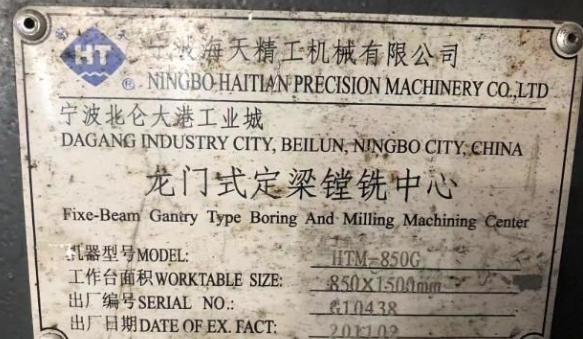 HT ®
宁波海天精工机械有限公司
NINGBO HAITIAN PRECISION MACHINERY CO.,LTD
宁波北仑大港工业城
DAGANG INDUSTRY CITY, BEILUN, NINGBO CITY, CHINA
龙门式定梁镗铣中心
Fixe-Beam Gantry Type Boring And Milling Machining Center
机器型号MODEL: HTM-850G
工作台面积WORKTABLE SIZE: 850X1500mm
出厂编号SERIAL NO.: G10438
出厂日期DATE OF EX. FACT: 201102